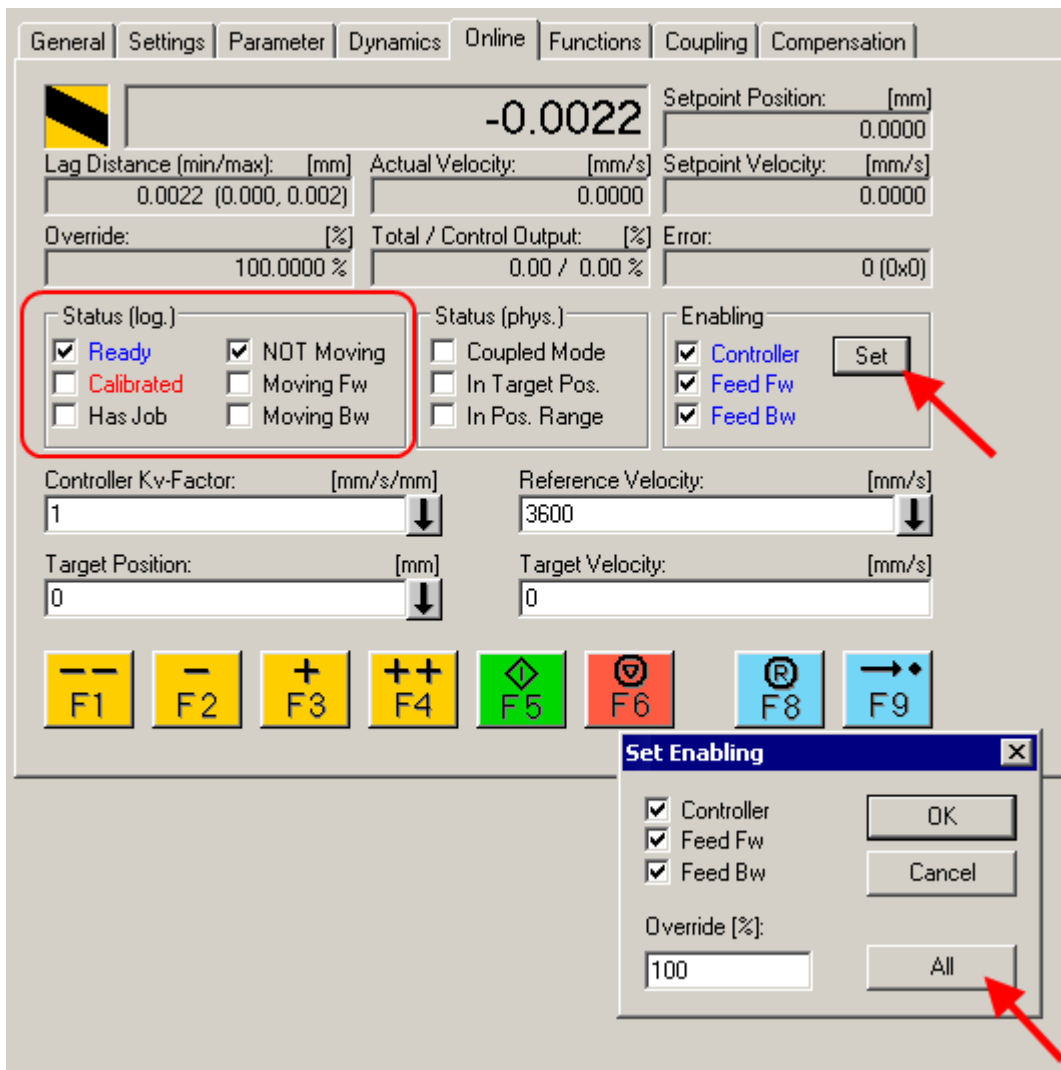 General Settings Parameter Dynamics Online Functions Coupling Compensation
-0.0022
Setpoint Position: [mm]
0.0000
Lag Distance (min/max): [mm] Actual Velocity: [mm/s] Setpoint Velocity: [mm/s]
0.0022 (0.000, 0.002) 0.0000 0.0000
Override: [%] Total / Control Output: [%] Error:
100.0000 % 0.00 / 0.00 % 0 (0x0)
Status (log.) Status (phys.) Enabling
Ready NOT Moving Coupled Mode Controller Set
Calibrated Moving Fw In Target Pos. Feed Fw
Has Job Moving Bw In Pos. Range Feed Bw
Controller Kv-Factor: [mm/s/mm] Reference Velocity: [mm/s]
1 3600
Target Position: [mm] Target Velocity: [mm/s]
0 0
-- - + ++ R
F1 F2 F3 F4 F5 F6 F8 F9
Set Enabling
Controller OK
Feed Fw
Feed Bw Cancel
Override [%]:
100 All